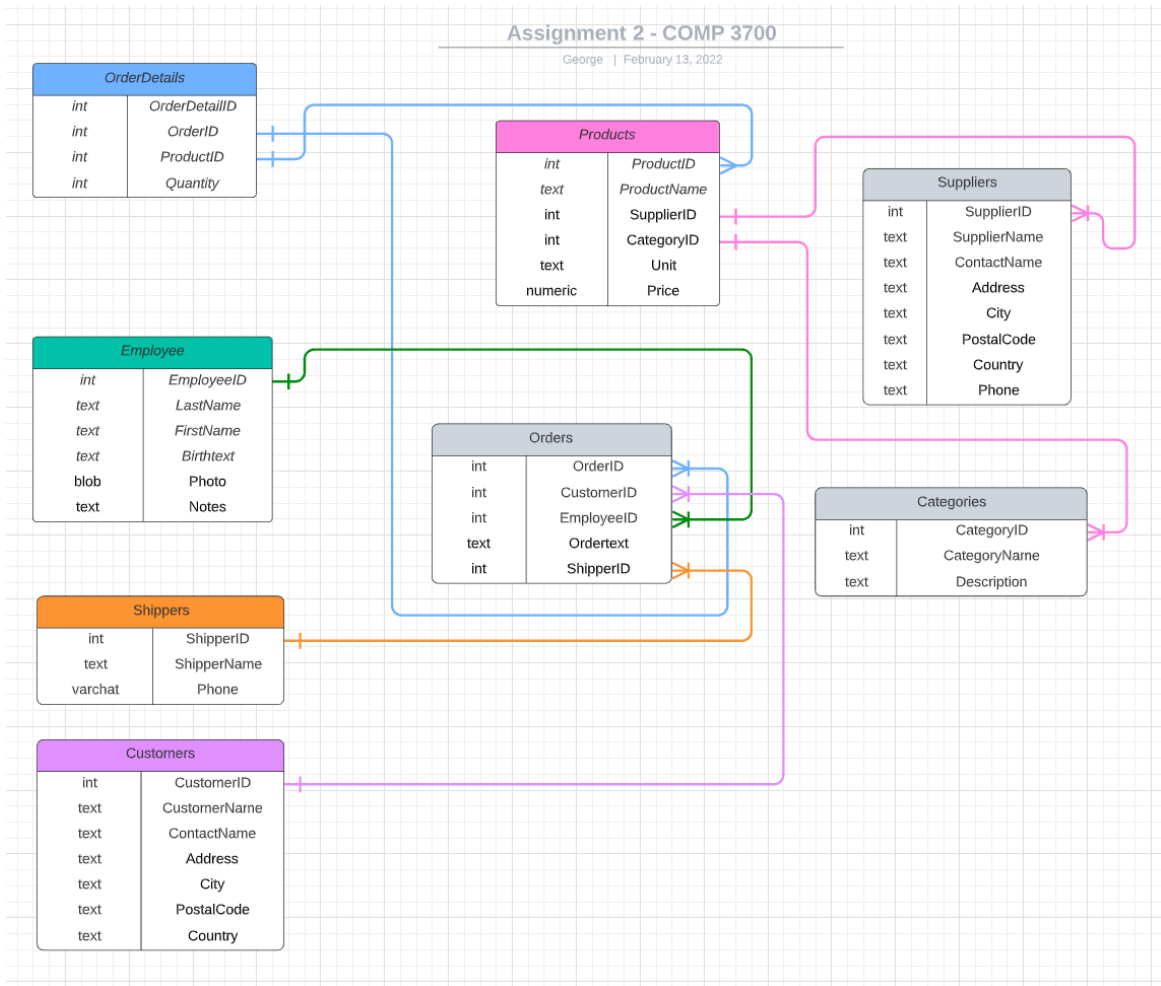 Assignment 2 - COMP 3700
George | February 13, 2022
OrderDetails
int OrderDetailID
int OrderID
int ProductID
int Quantity
Products
int ProductID
text ProductName
int SupplierID
int CategoryID
text Unit
numeric Price
Suppliers
int SupplierID
text SupplierName
text ContactName
text Address
text City
text PostalCode
text Country
text Phone
Employee
int EmployeeID
text LastName
text FirstName
text Birthtext
blob Photo
text Notes
Orders
int OrderID
int CustomerID
int EmployeeID
text Ordertext
int ShipperID
Categories
int CategoryID
text CategoryName
text Description
Shippers
int ShipperID
text ShipperName
varchat Phone
Customers
int CustomerID
text CustomerName
text ContactName
text Address
text City
text PostalCode
text Country